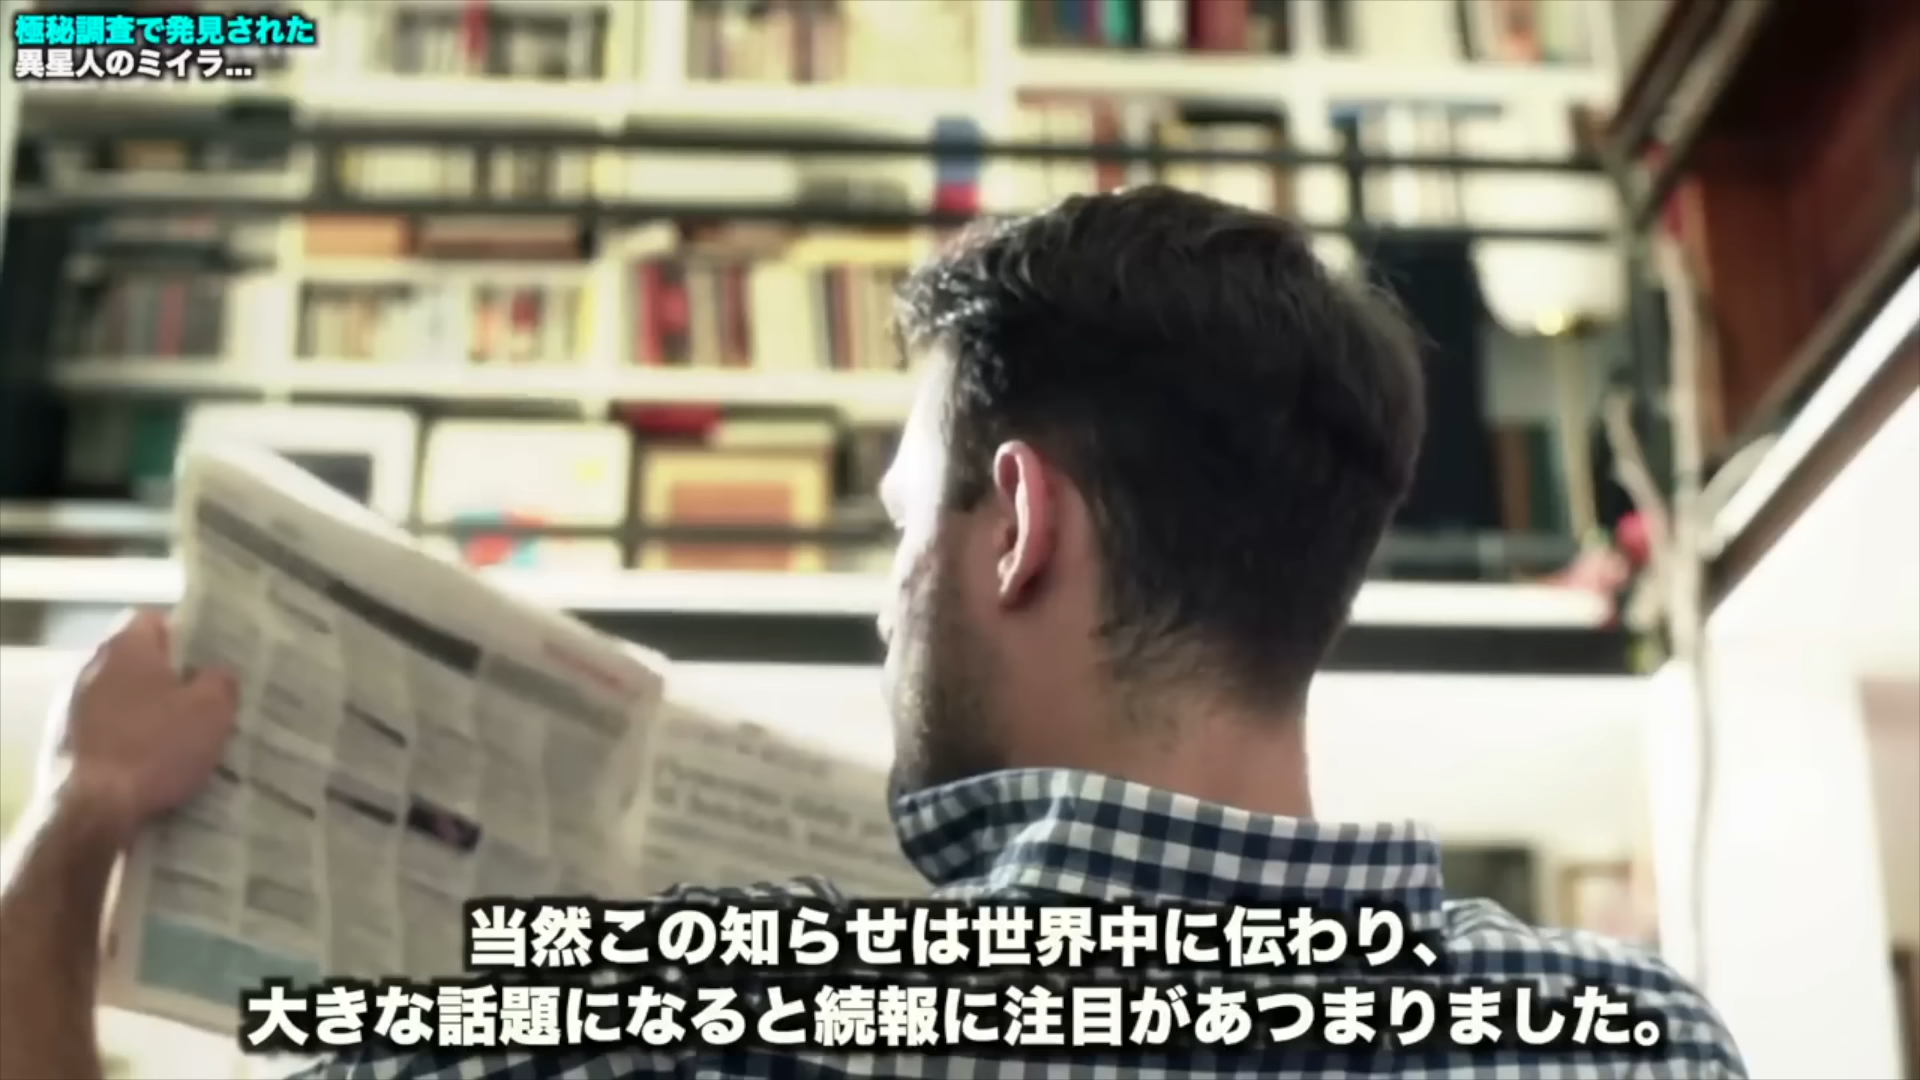 極秘調査で発見された
異星人のミイラ...
当然この知らせは世界中に伝わり、
大きな話題になると続報に注目があつまりました。